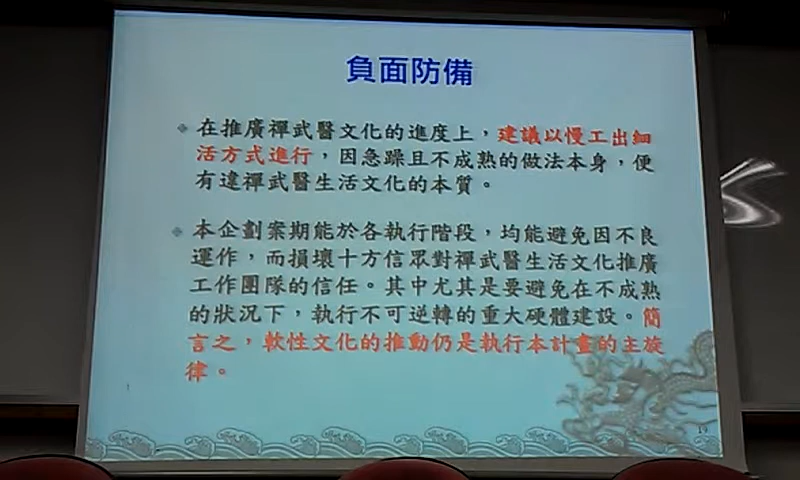 負面防備
在推廣禪武醫文化的進度上，建議以慢工出細
活方式進行，因急躁且不成熟的做法本身，便
有違禪武醫生活文化的本質。
本企劃案期能於各執行階段，均能避免因不良
運作，而損壞十方信眾對禪武醫生活文化推廣
工作團隊的信任。其中尤其是要避免在不成熟
的狀況下，執行不可逆轉的重大硬體建設。簡
言之，軟性文化的推動仍是執行本計畫的主旋
律。
19